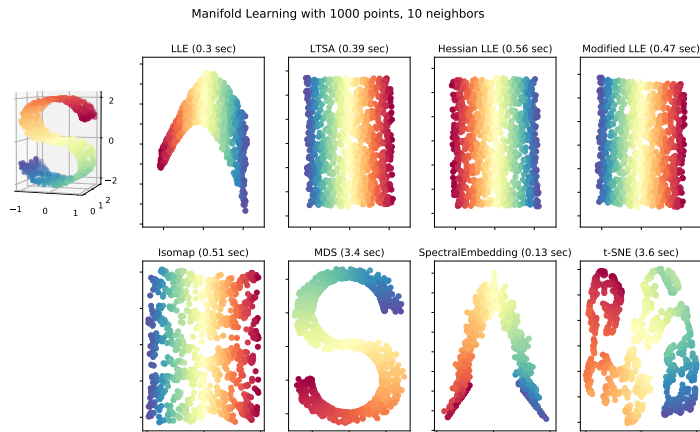 Manifold Learning with 1000 points, 10 neighbors
LLE (0.3 sec)
LTSA (0.39 sec)
Hessian LLE (0.56 sec)
Modified LLE (0.47 sec)
2
0
−2
−1
0
1
0
2
Isomap (0.51 sec)
MDS (3.4 sec)
SpectralEmbedding (0.13 sec)
t-SNE (3.6 sec)